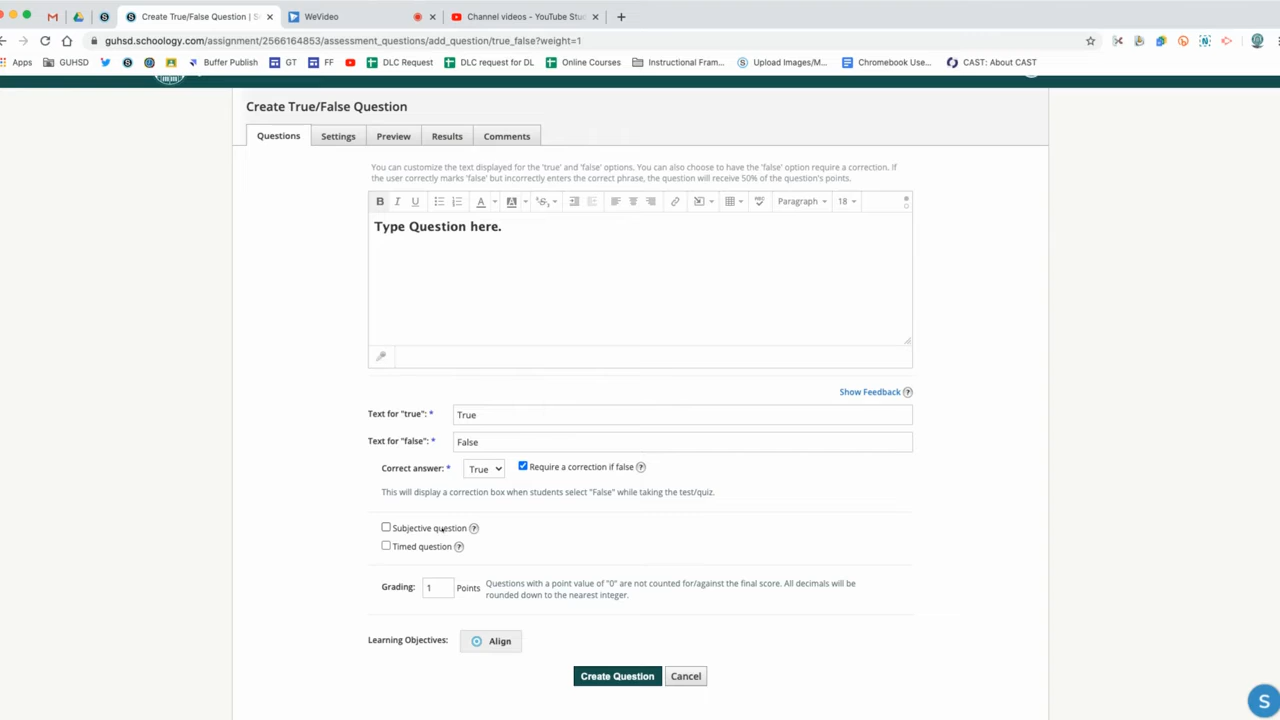 Create True/False Question | S
WeVideo
Channel videos - YouTube Stu
guhsd.schoology.com/assignment/2566164853/assessment_questions/add_question/true_false?weight=1
Apps GUHSD Buffer Publish GT FF DLC Request DLC request for DL Online Courses Instructional Fram... Upload Images/M... Chromebook Use... CAST: About CAST
Create True/False Question
Questions Settings Preview Results Comments
You can customize the text displayed for the 'true' and 'false' options. You can also choose to have the 'false' option require a correction. If
the user correctly marks 'false' but incorrectly enters the correct phrase, the question will receive 50% of the question's points.
B I U A A S Paragraph 18
Type Question here.
Show Feedback ?
Text for "true": * True
Text for "false": * False
Correct answer: * True Require a correction if false ?
This will display a correction box when students select "False" while taking the test/quiz.
Subjective question ?
Timed question ?
Grading: 1 Points Questions with a point value of "0" are not counted for/against the final score. All decimals will be
rounded down to the nearest integer.
Learning Objectives: Align
Create Question Cancel
S